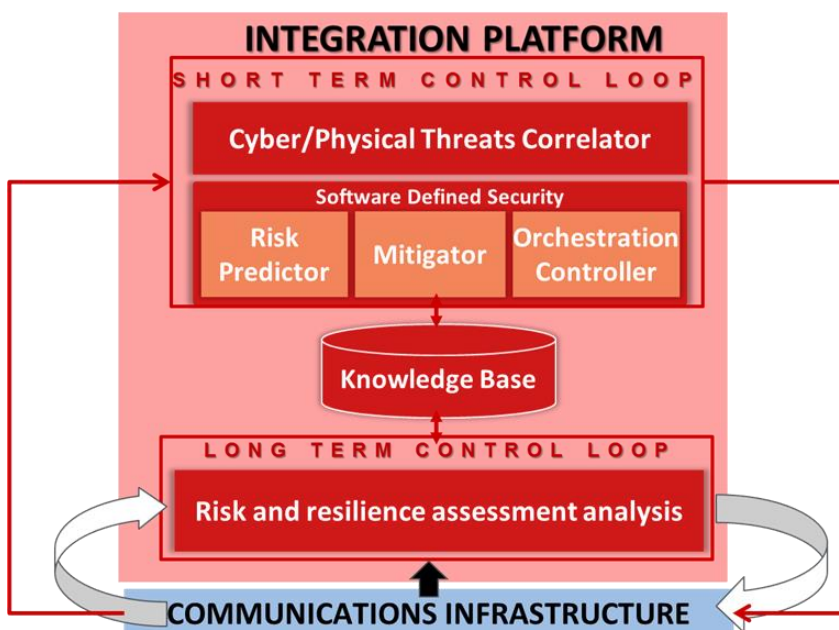 INTEGRATION PLATFORM
SHORT TERM CONTROL LOOP
Cyber/Physical Threats Correlator
Software Defined Security
Risk
Predictor
Mitigator
Orchestration
Controller
Knowledge Base
LONG TERM CONTROL LOOP
Risk and resilience assessment analysis
COMMUNICATIONS INFRASTRUCTURE